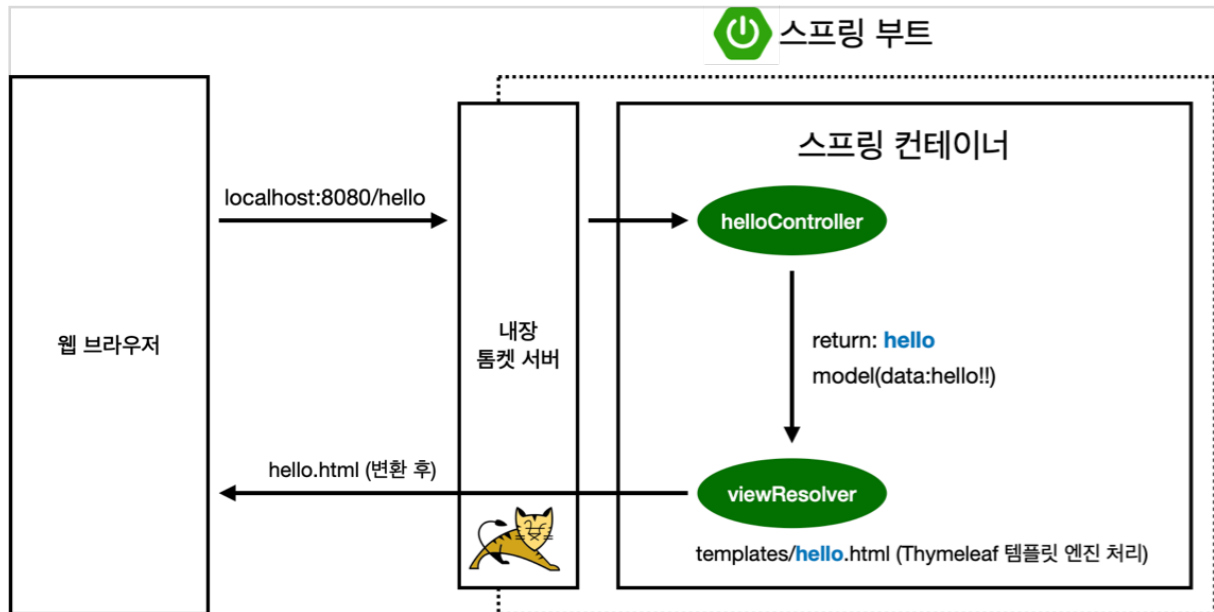 스프링 부트
스프링 컨테이너
localhost:8080/hello
helloController
웹 브라우저
내장
톰켓 서버
return: hello
model(data:hello!!)
hello.html (변환 후)
viewResolver
templates/hello.html (Thymeleaf 템플릿 엔진 처리)